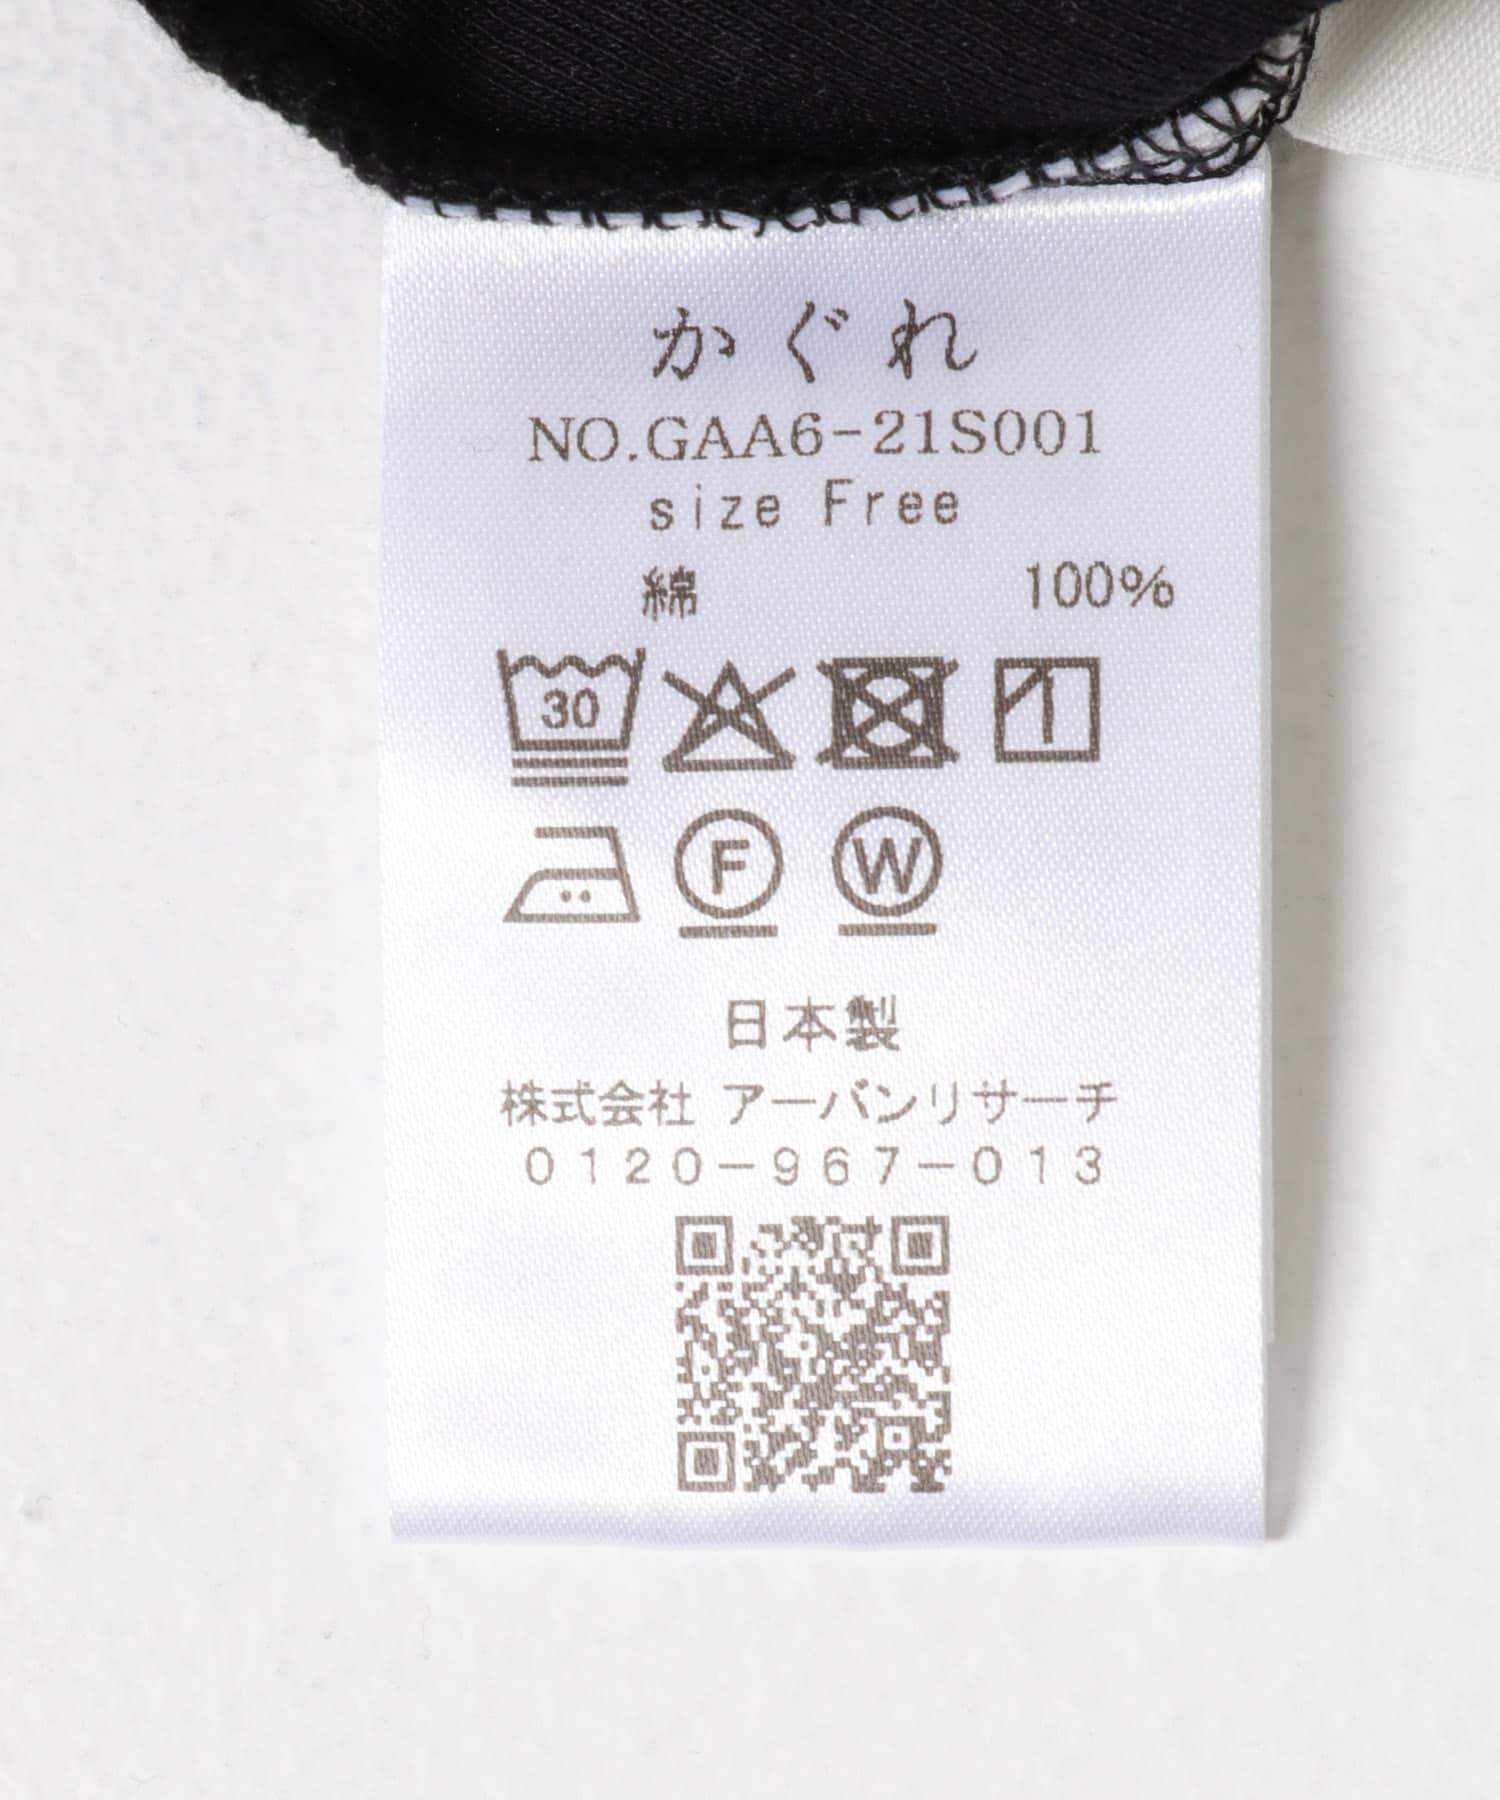 かぐれ
NO.GAA6-21S001
size Free
綿 100%
30
F W
日本製
株式会社 アーバンリサーチ
0120-967-013